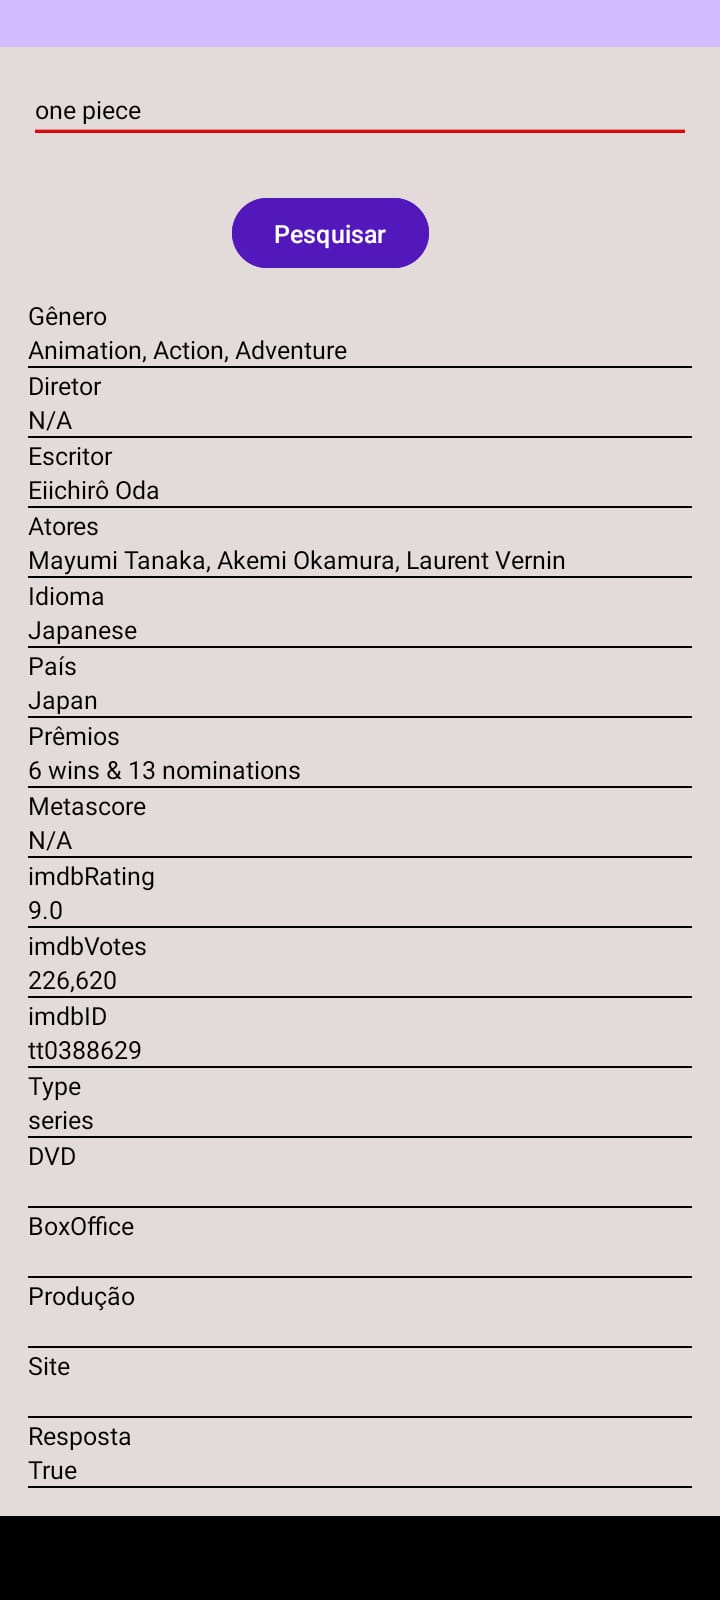 one piece
Pesquisar
Gênero
Animation, Action, Adventure
Diretor
N/A
Escritor
Eiichirô Oda
Atores
Mayumi Tanaka, Akemi Okamura, Laurent Vernin
Idioma
Japanese
País
Japan
Prêmios
6 wins & 13 nominations
Metascore
N/A
imdbRating
9.0
imdbVotes
226,620
imdbID
tt0388629
Type
series
DVD
BoxOffice
Produção
Site
Resposta
True